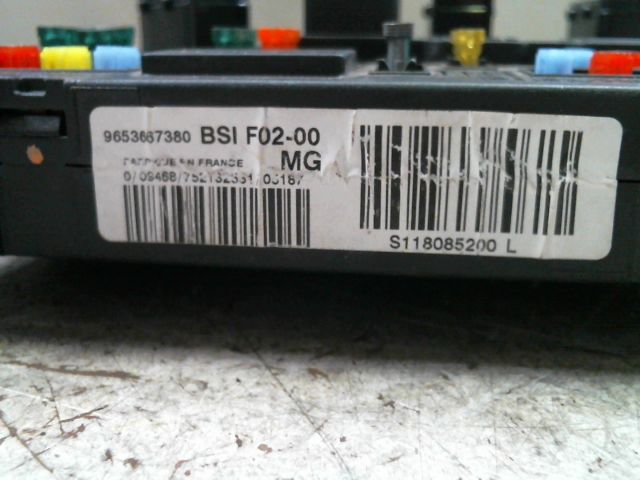 9653667380 BSI F02-00
FABRIQUE EN FRANCE MG
S118085200 L